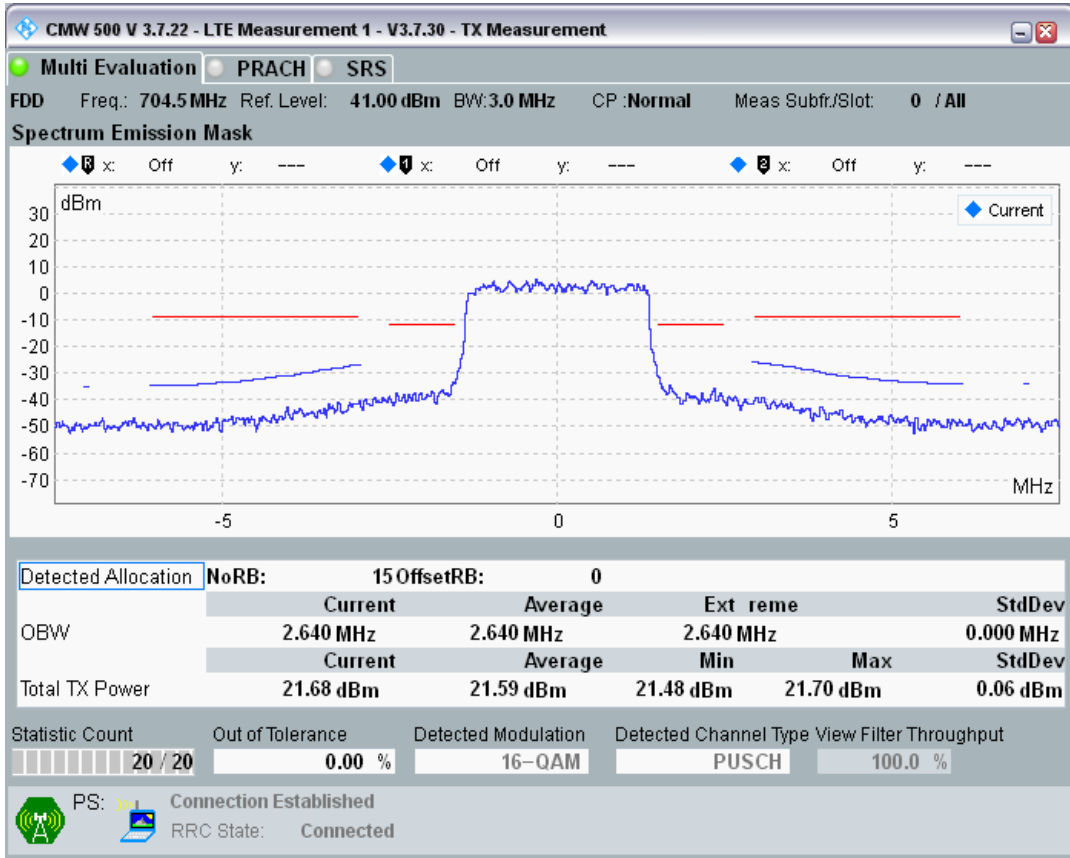 CMW 500 V 3.7.22 - LTE Measurement 1 - V3.7.30 - TX Measurement
Multi Evaluation PRACH SRS
FDD Freq.: 704.5 MHz Ref. Level: 41.00 dBm BW: 3.0 MHz CP :Normal Meas Subfr./Slot: 0 / All
Spectrum Emission Mask
R x: Off y: --- 1 x: Off y: --- 2 x: Off y: ---
dBm
Current
30
20
10
0
-10
-20
-30
-40
-50
-60
-70
MHz
-5 0 5
Detected Allocation NoRB: 15 OffsetRB: 0
Current Average Ext reme StdDev
OBW 2.640 MHz 2.640 MHz 2.640 MHz 0.000 MHz
Current Average Min Max StdDev
Total TX Power 21.68 dBm 21.59 dBm 21.48 dBm 21.70 dBm 0.06 dBm
Statistic Count Out of Tolerance Detected Modulation Detected Channel Type View Filter Throughput
20 / 20 0.00 % 16-QAM PUSCH 100.0 %
PS: Connection Established
RRC State: Connected